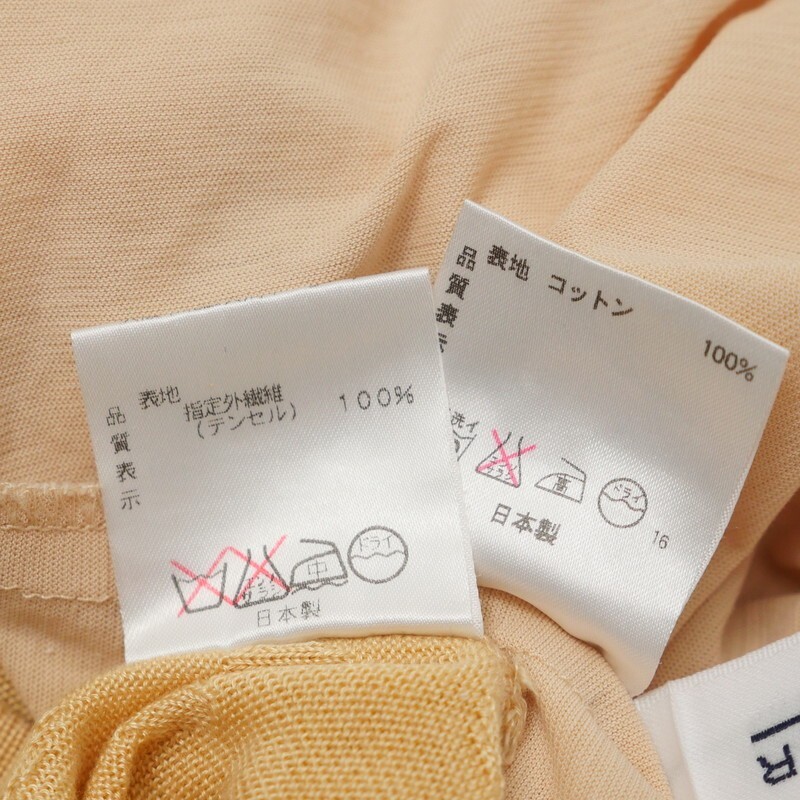 品質表示
表地 指定外繊維 100%
(テンセル)
中
ドライ
日本製
品質表示
表地 コットン 100%
高
ドライ
日本製
16